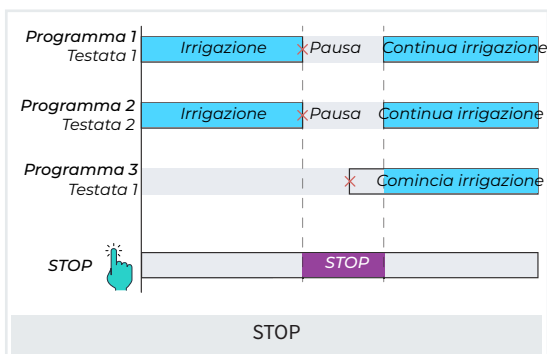 Programma 1
Testata 1
Irrigazione
Pausa
Continua irrigazione
Programma 2
Testata 2
Irrigazione
Pausa
Continua irrigazione
Programma 3
Testata 1
Comincia irrigazione
STOP
STOP
STOP